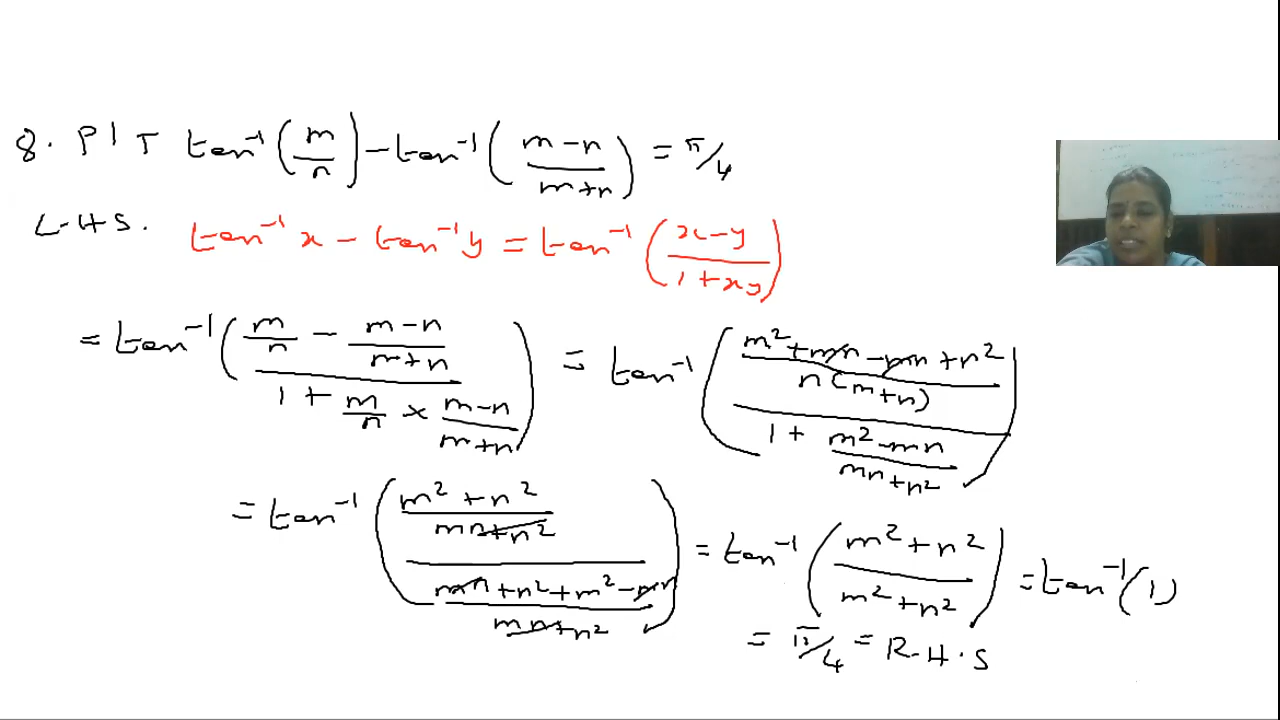 8. P I T tan⁻¹(m/n) - tan⁻¹((m-n)/(m+n)) = π/4
L-H-S. tan⁻¹ x - tan⁻¹ y = tan⁻¹((x-y)/(1+xy))
= tan⁻¹((m/n - (m-n)/(m+n))/(1 + m/n × (m-n)/(m+n))) = tan⁻¹(((m²+mn-mn+n²)/(n(m+n)))/(1 + (m²-mn)/(mn+n²)))
= tan⁻¹(((m²+n²)/(mn+n²))/((mn+n²+m²-mn)/(mn+n²))) = tan⁻¹((m²+n²)/(m²+n²)) = tan⁻¹(1)
= π/4 = R-H.S